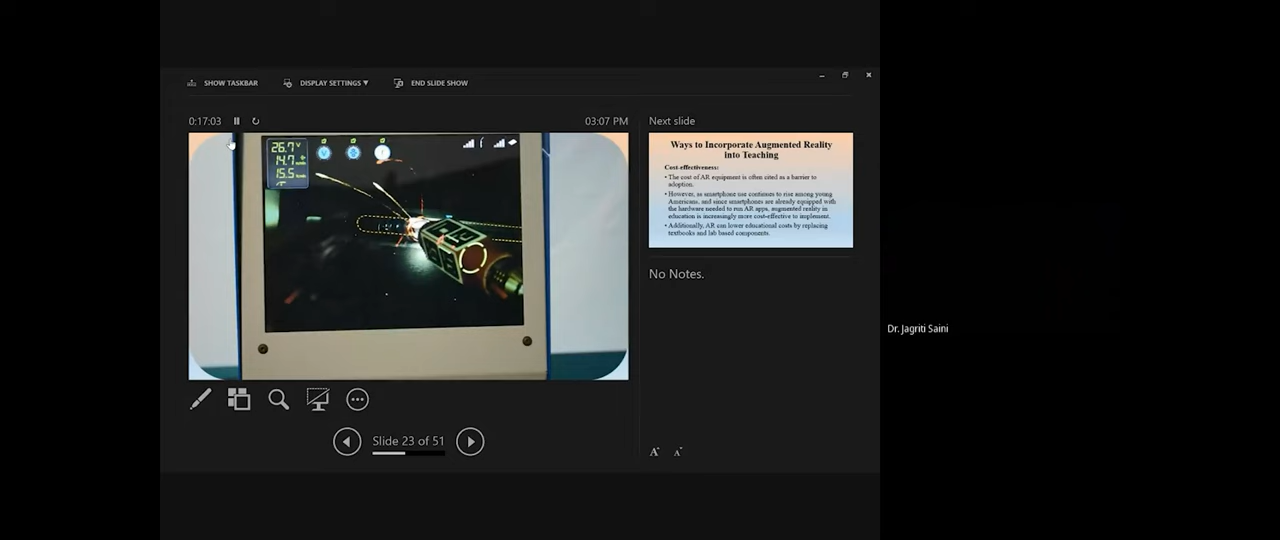 SHOW TASKBAR
DISPLAY SETTINGS ▼
END SLIDE SHOW
0:17:03
03:07 PM
26.7 V
14.7
15.5
Next slide
Ways to Incorporate Augmented Reality
into Teaching
Cost-effectiveness:
• The cost of AR equipment is often cited as a barrier to
adoption.
• However, as smartphone use continues to rise among young
Americans, and since smartphones are already equipped with
the hardware needed to run AR apps, augmented reality in
education is increasingly more cost-effective to implement.
• Additionally, AR can lower educational costs by replacing
textbooks and lab based components.
No Notes.
Dr. Jagriti Saini
Slide 23 of 51
A A